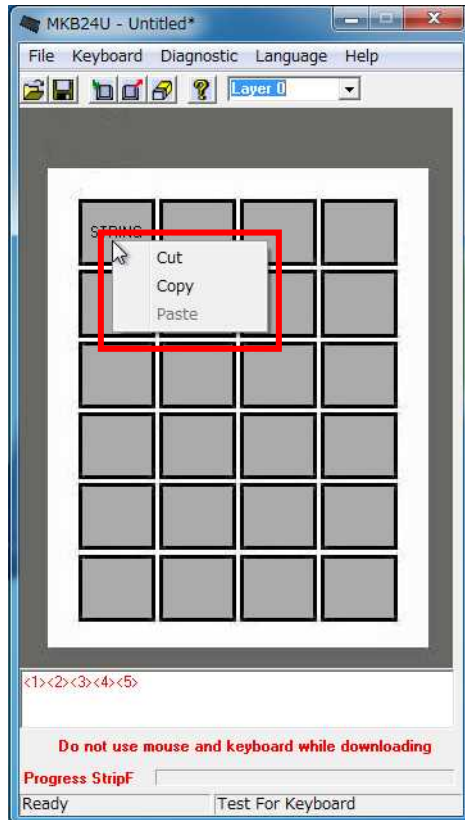 MKB24U - Untitled*
File Keyboard Diagnostic Language Help
Layer 0
STRING
Cut
Copy
Paste
<1><2><3><4><5>
Do not use mouse and keyboard while downloading
Progress StripF
Ready Test For Keyboard